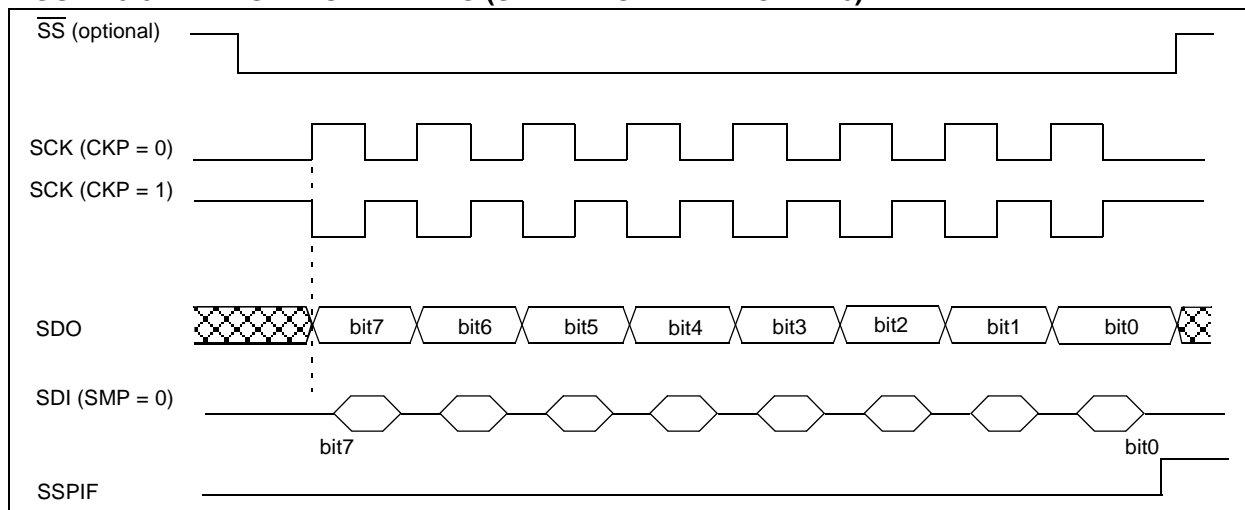 SS (optional)
SCK (CKP = 0)
SCK (CKP = 1)
SDO bit7 bit6 bit5 bit4 bit3 bit2 bit1 bit0
SDI (SMP = 0)
bit7 bit0
SSPIF